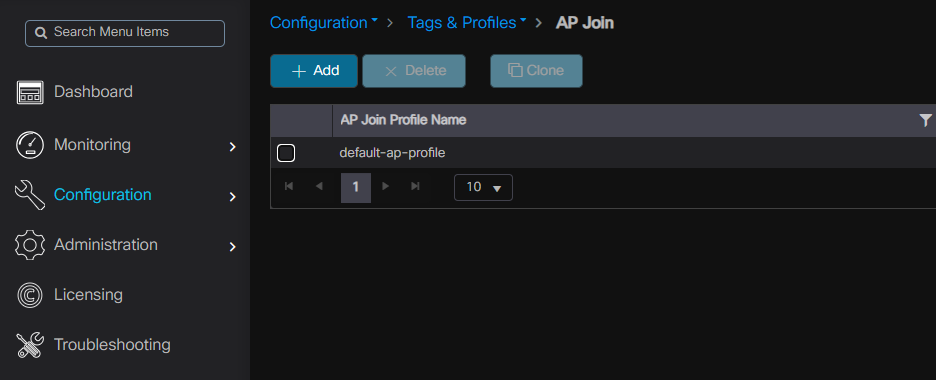 Search Menu Items
Dashboard
Monitoring
Configuration
Administration
Licensing
Troubleshooting
Configuration > Tags & Profiles > AP Join
Add Delete Clone
AP Join Profile Name
default-ap-profile
1 10